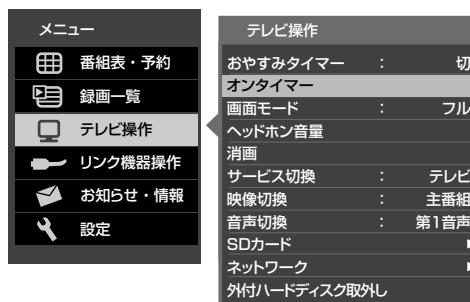 メニュー
番組表・予約
録画一覧
テレビ操作
リンク機器操作
お知らせ・情報
設定
テレビ操作
おやすみタイマー : 切
オンタイマー
画面モード : フル
ヘッドホン音量
消画
サービス切換 : テレビ
映像切換 : 主番組
音声切換 : 第1音声
SDカード
ネットワーク
外付ハードディスク取外し